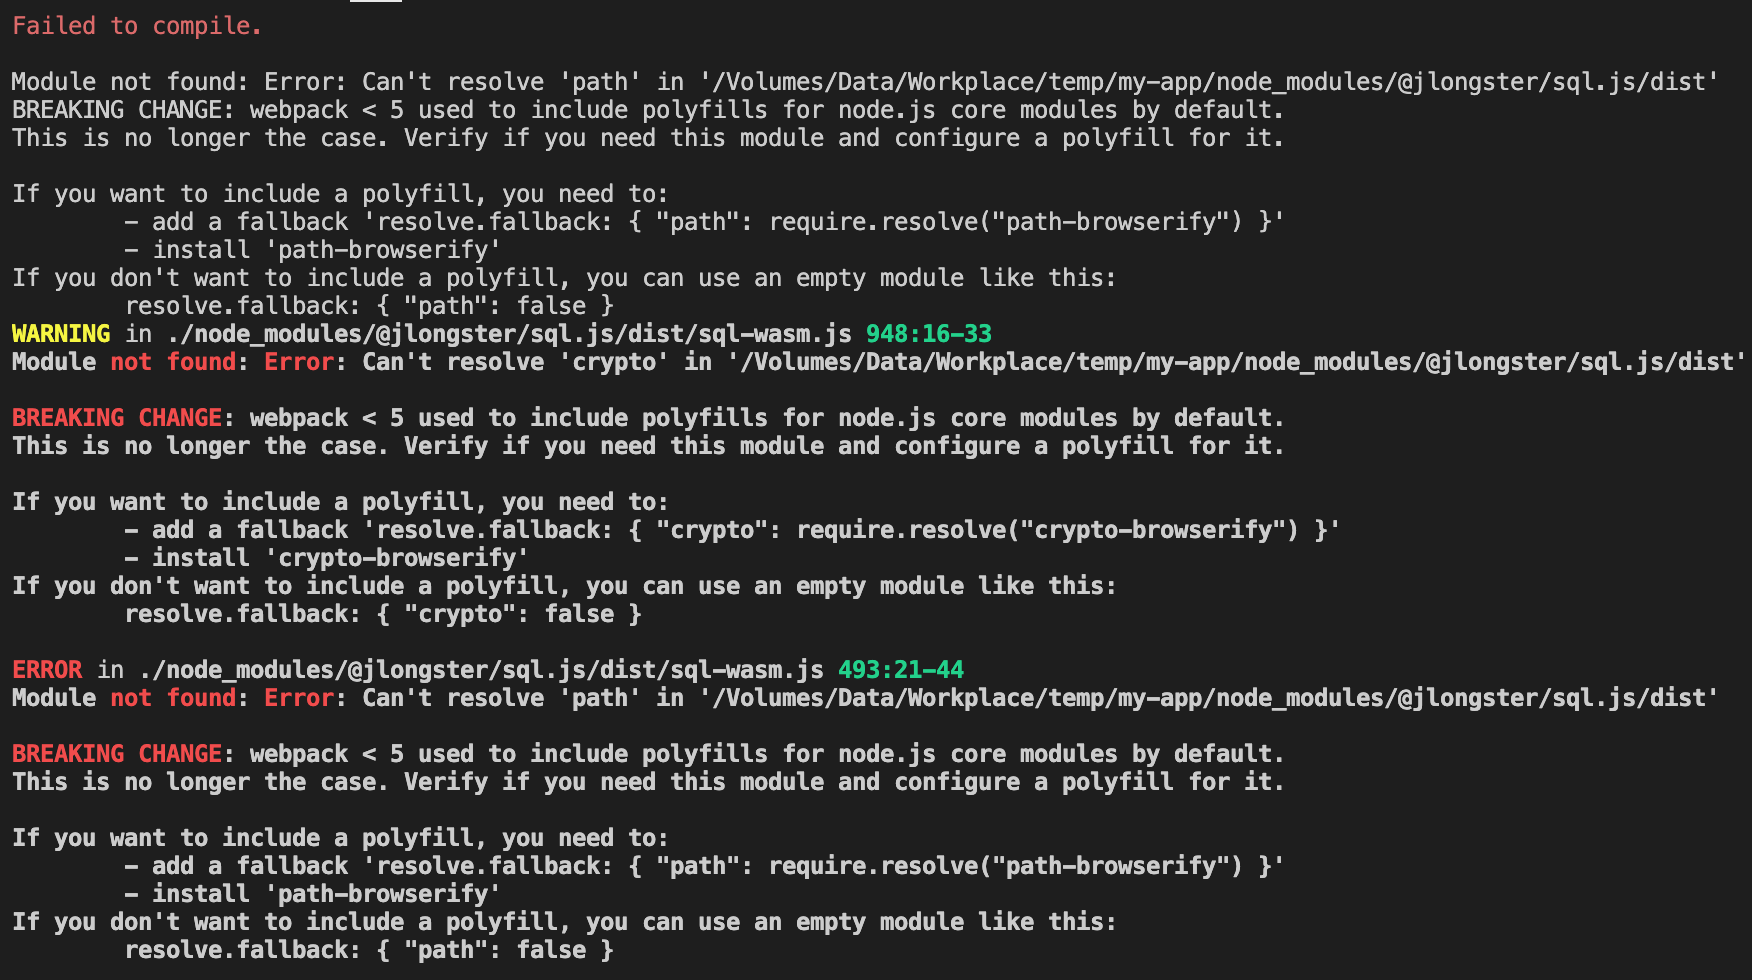 Failed to compile.
Module not found: Error: Can't resolve 'path' in '/Volumes/Data/Workplace/temp/my-app/node_modules/@jlongster/sql.js/dist'
BREAKING CHANGE: webpack < 5 used to include polyfills for node.js core modules by default.
This is no longer the case. Verify if you need this module and configure a polyfill for it.
If you want to include a polyfill, you need to:
- add a fallback 'resolve.fallback: { "path": require.resolve("path-browserify") }'
- install 'path-browserify'
If you don't want to include a polyfill, you can use an empty module like this:
resolve.fallback: { "path": false }
WARNING in ./node_modules/@jlongster/sql.js/dist/sql-wasm.js 948:16-33
Module not found: Error: Can't resolve 'crypto' in '/Volumes/Data/Workplace/temp/my-app/node_modules/@jlongster/sql.js/dist'
BREAKING CHANGE: webpack < 5 used to include polyfills for node.js core modules by default.
This is no longer the case. Verify if you need this module and configure a polyfill for it.
If you want to include a polyfill, you need to:
- add a fallback 'resolve.fallback: { "crypto": require.resolve("crypto-browserify") }'
- install 'crypto-browserify'
If you don't want to include a polyfill, you can use an empty module like this:
resolve.fallback: { "crypto": false }
ERROR in ./node_modules/@jlongster/sql.js/dist/sql-wasm.js 493:21-44
Module not found: Error: Can't resolve 'path' in '/Volumes/Data/Workplace/temp/my-app/node_modules/@jlongster/sql.js/dist'
BREAKING CHANGE: webpack < 5 used to include polyfills for node.js core modules by default.
This is no longer the case. Verify if you need this module and configure a polyfill for it.
If you want to include a polyfill, you need to:
- add a fallback 'resolve.fallback: { "path": require.resolve("path-browserify") }'
- install 'path-browserify'
If you don't want to include a polyfill, you can use an empty module like this:
resolve.fallback: { "path": false }